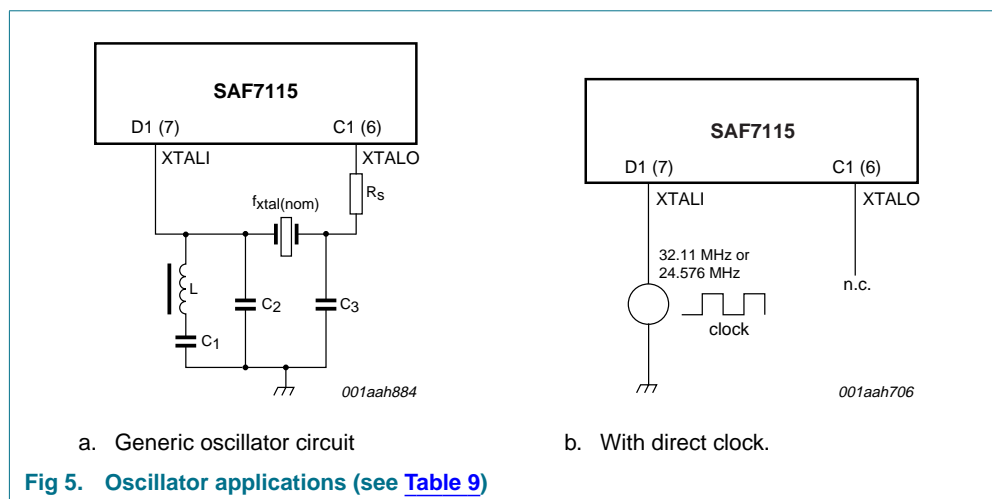 SAF7115
D1 (7)
C1 (6)
XTALI
XTALO
RS
fxtal(nom)
L
C2
C3
C1
001aah884
a. Generic oscillator circuit
SAF7115
D1 (7)
C1 (6)
XTALI
XTALO
32.11 MHz or
24.576 MHz
n.c.
clock
001aah706
b. With direct clock.
Fig 5. Oscillator applications (see Table 9)